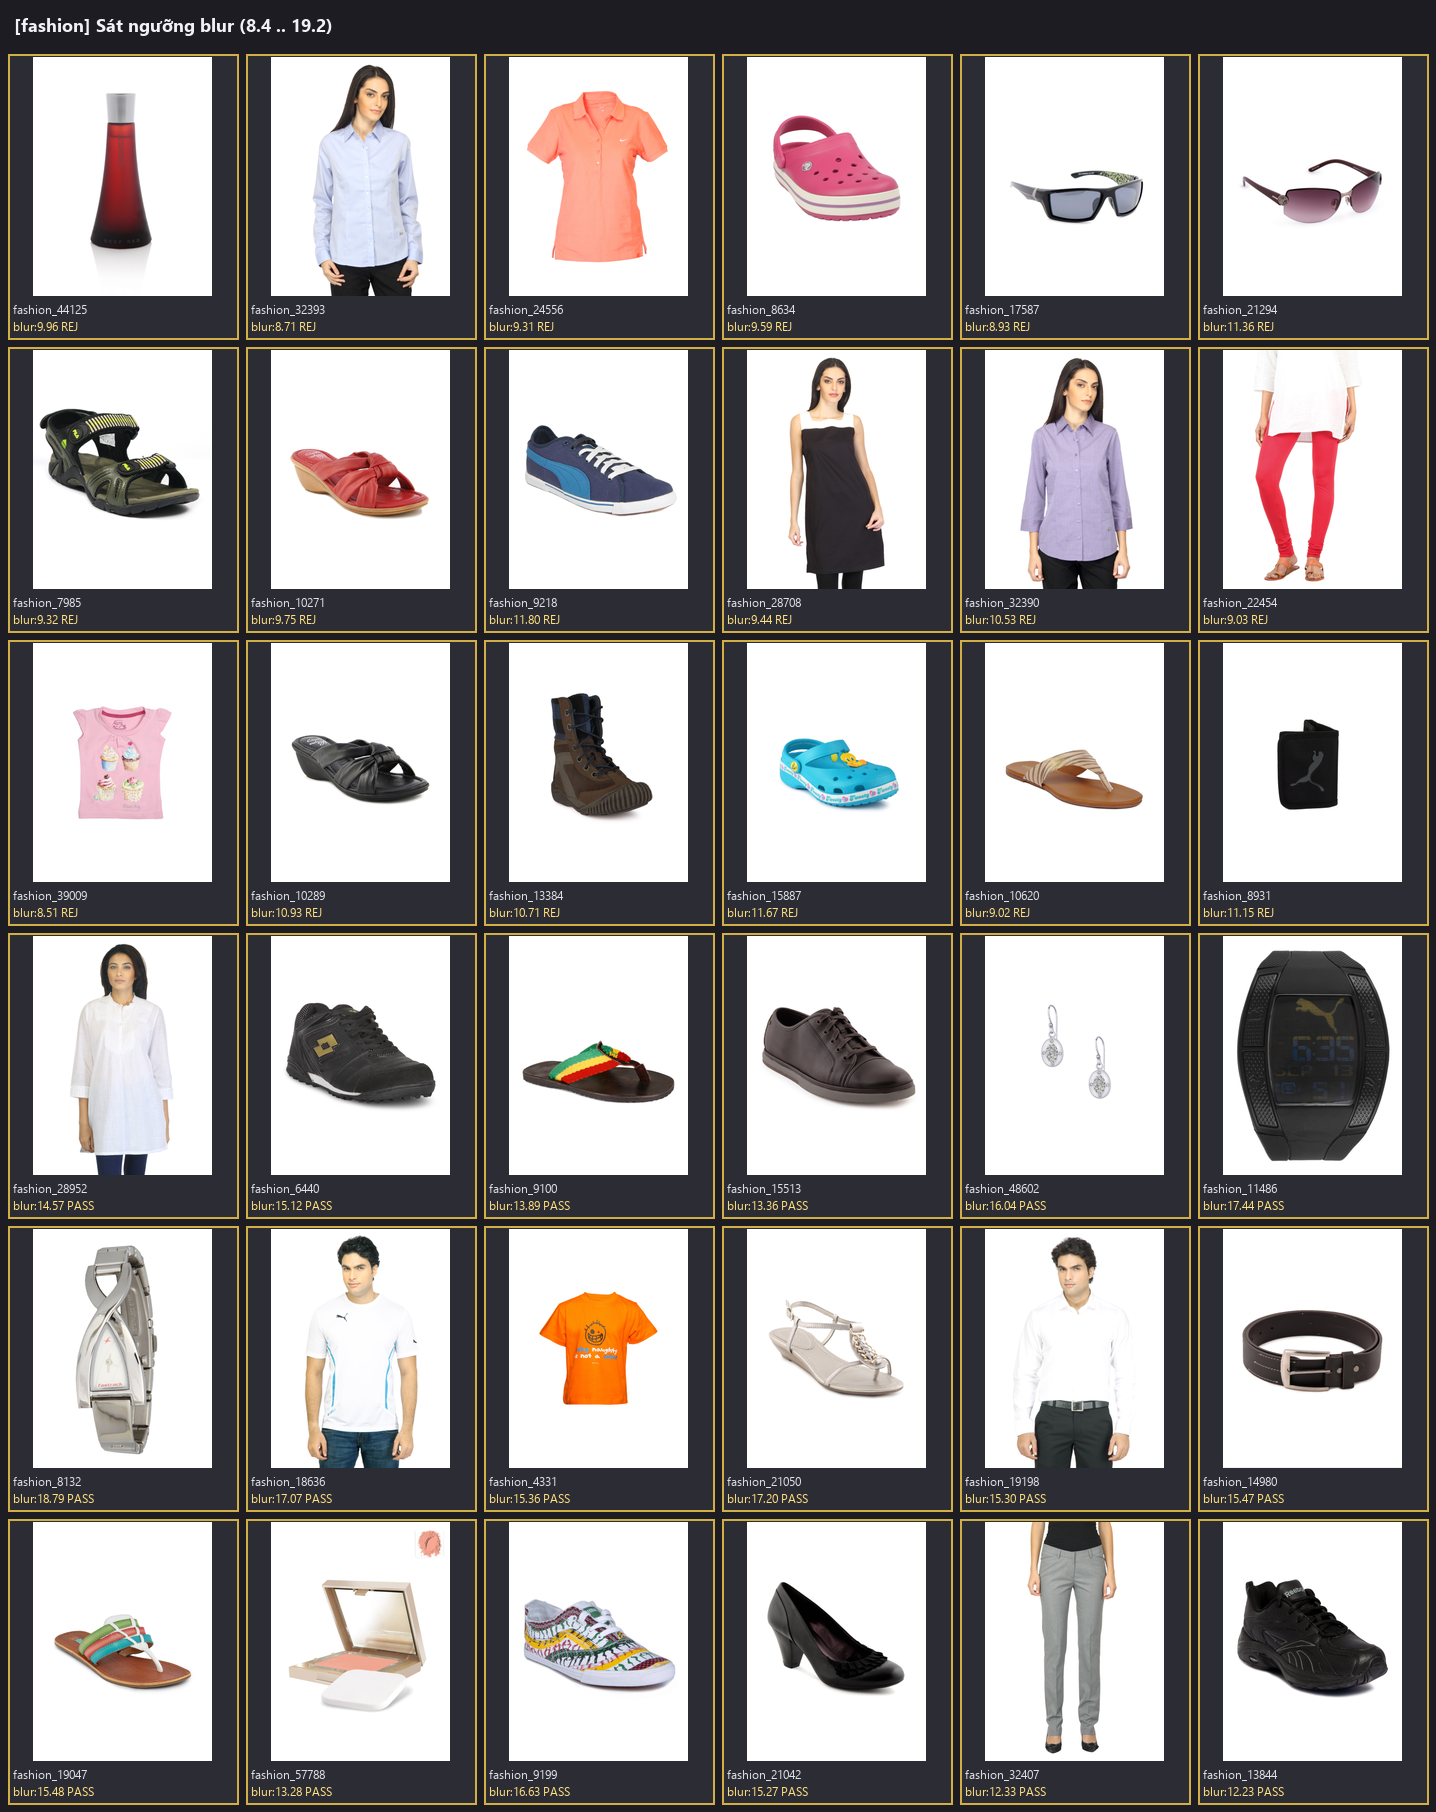 [fashion] Sát ngưỡng blur (8.4 .. 19.2)
fashion_44125
blur:9.96 REJ
fashion_32393
blur:8.71 REJ
fashion_24556
blur:9.31 REJ
fashion_8634
blur:9.59 REJ
fashion_17587
blur:8.93 REJ
fashion_21294
blur:11.36 REJ
fashion_7985
blur:9.32 REJ
fashion_10271
blur:9.75 REJ
fashion_9218
blur:11.80 REJ
fashion_28708
blur:9.44 REJ
fashion_32390
blur:10.53 REJ
fashion_22454
blur:9.03 REJ
fashion_39009
blur:8.51 REJ
fashion_10289
blur:10.93 REJ
fashion_13384
blur:10.71 REJ
fashion_15887
blur:11.67 REJ
fashion_10620
blur:9.02 REJ
fashion_8931
blur:11.15 REJ
6:35
SEP 13
51
fashion_28952
blur:14.57 PASS
fashion_6440
blur:15.12 PASS
fashion_9100
blur:13.89 PASS
fashion_15513
blur:13.36 PASS
fashion_48602
blur:16.04 PASS
fashion_11486
blur:17.44 PASS
naughty
not a
fashion_8132
blur:18.79 PASS
fashion_18636
blur:17.07 PASS
fashion_4331
blur:15.36 PASS
fashion_21050
blur:17.20 PASS
fashion_19198
blur:15.30 PASS
fashion_14980
blur:15.47 PASS
Reebok
fashion_19047
blur:15.48 PASS
fashion_57788
blur:13.28 PASS
fashion_9199
blur:16.63 PASS
fashion_21042
blur:15.27 PASS
fashion_32407
blur:12.33 PASS
fashion_13844
blur:12.23 PASS